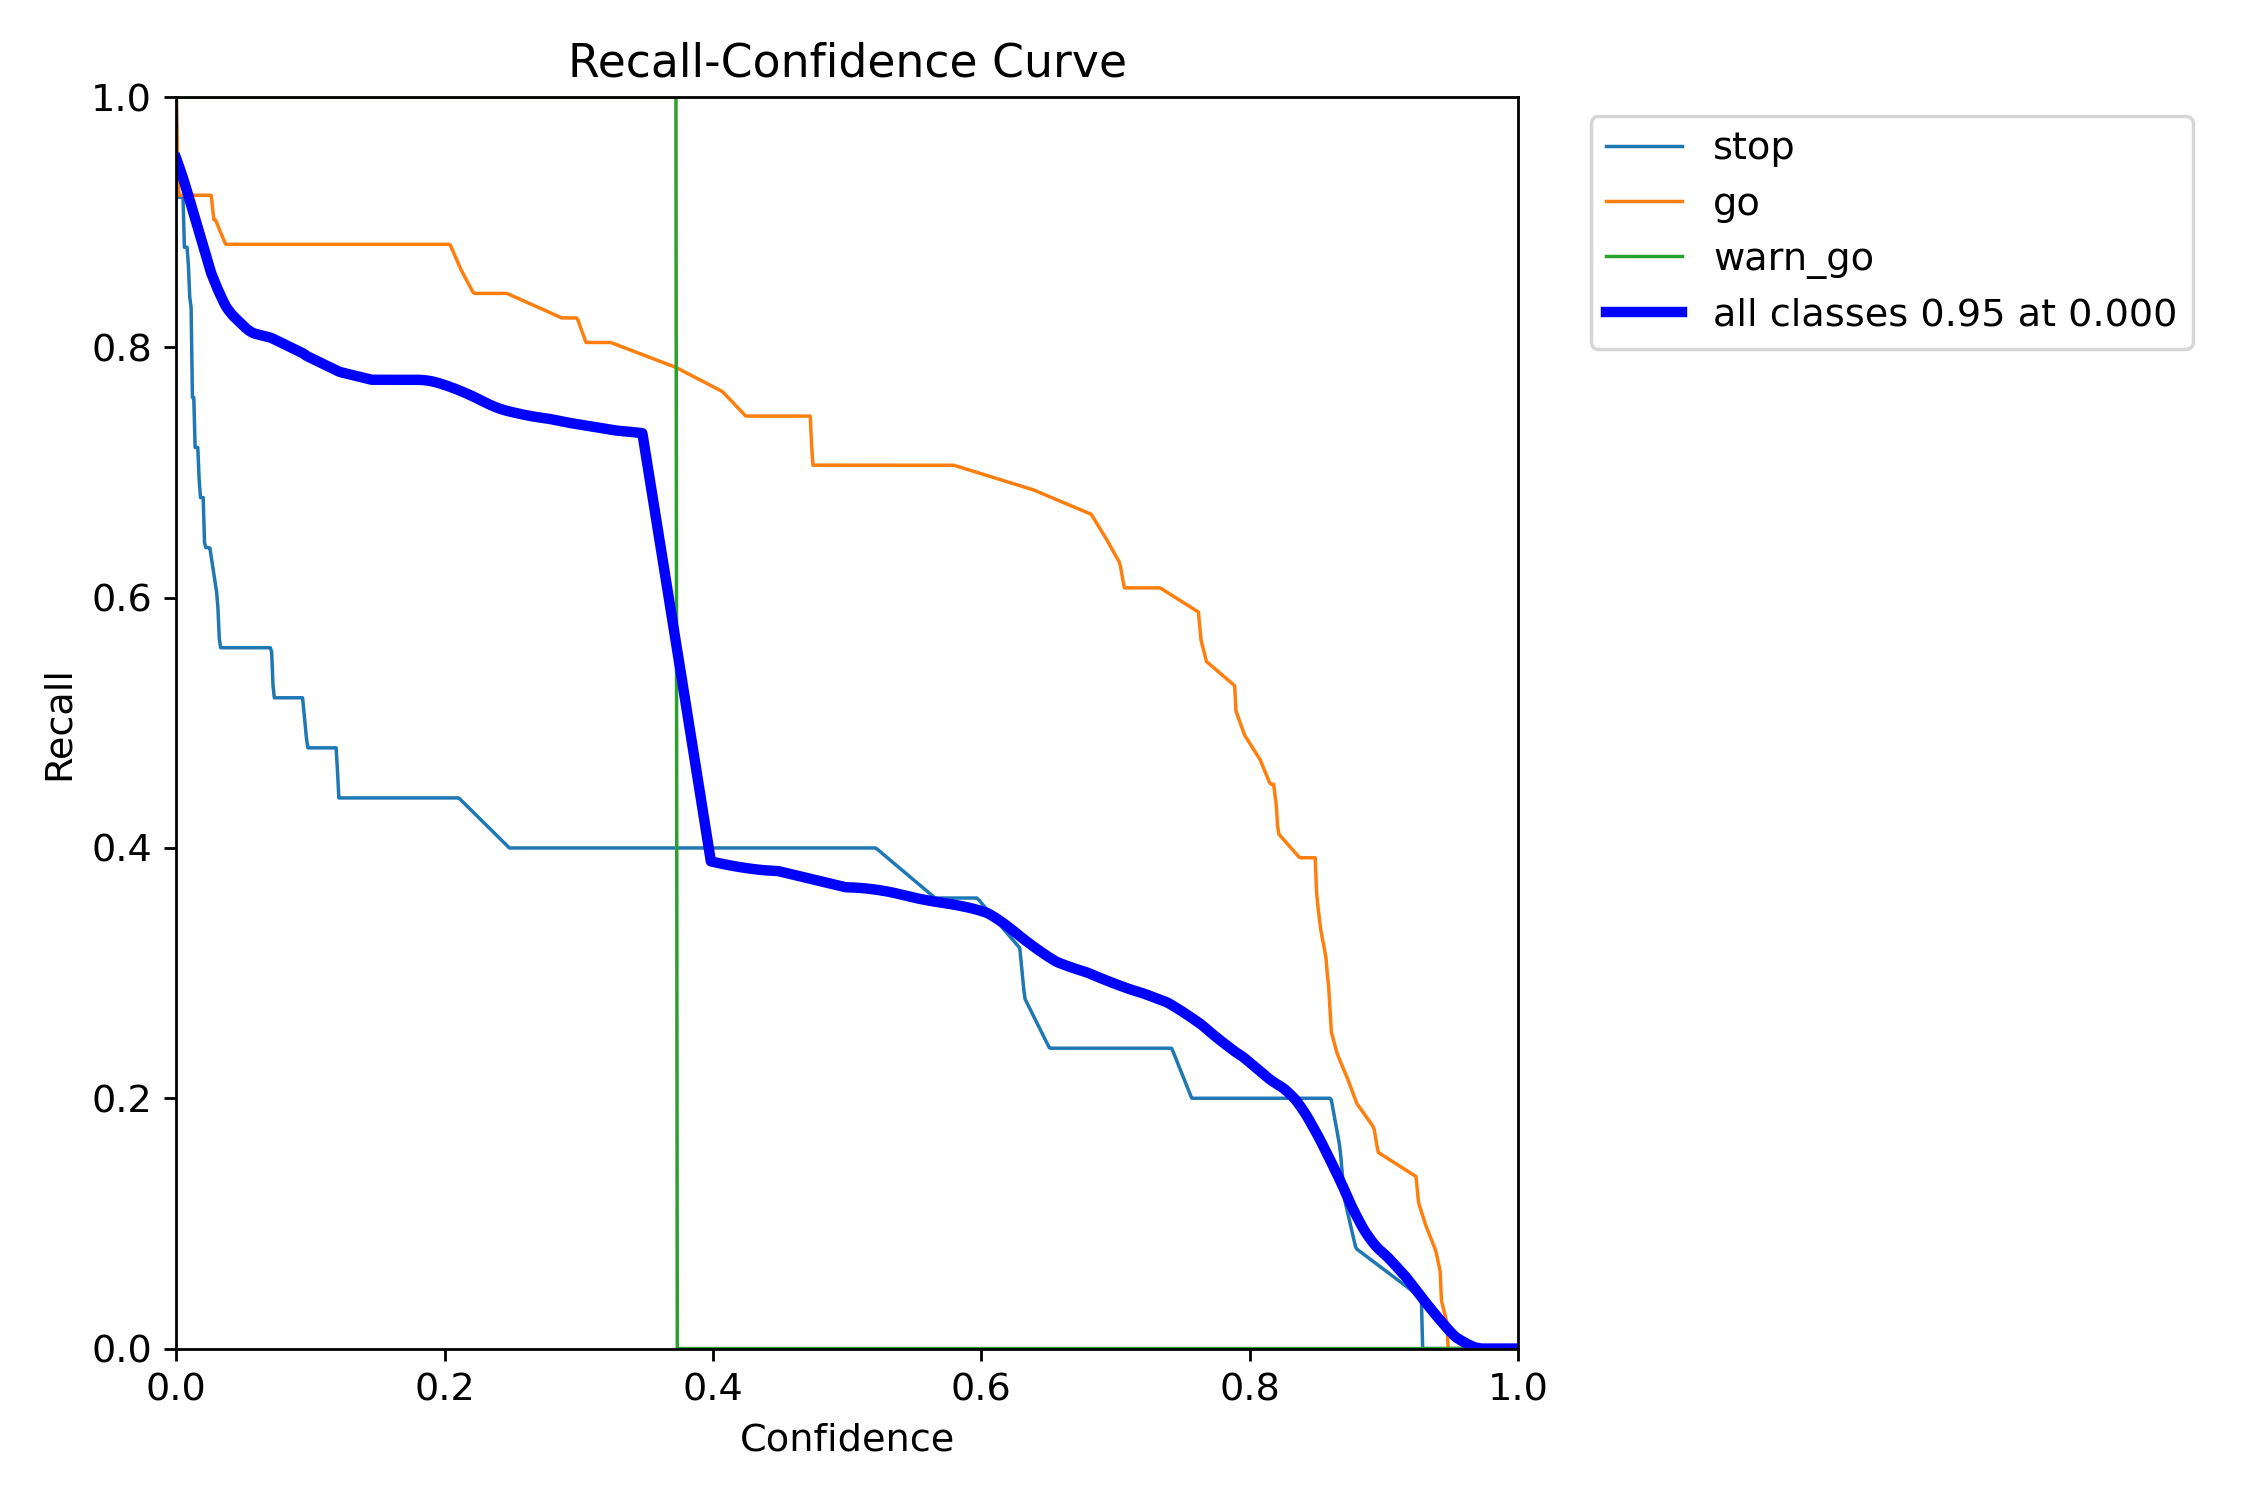 Recall-Confidence Curve
1.0
0.8
0.6
0.4
0.2
0.0
Recall
0.0 0.2 0.4 0.6 0.8 1.0
Confidence
stop
go
warn_go
all classes 0.95 at 0.000